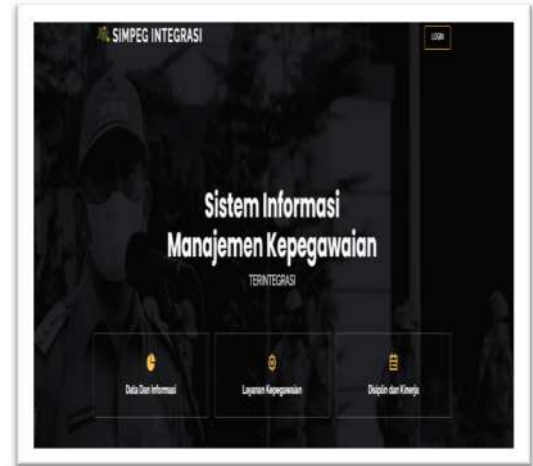 SIMPEG INTEGRASI
LOGIN
Sistem Informasi
Manajemen Kepegawaian
TERINTEGRASI
Data Dan Informasi
Layanan Kepegawaian
Disiplin dan Kinerja